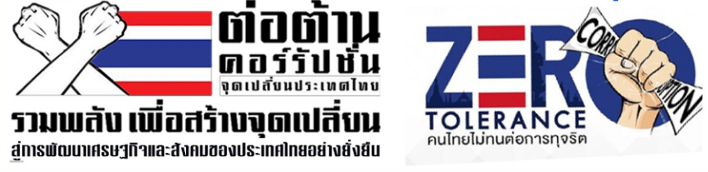 ต่อต้าน
คอร์รัปชั่น
จุดเปลี่ยนประเทศไทย
รวมพลัง เพื่อสร้างจุดเปลี่ยน
สู่การพัฒนาเศรษฐกิจและสังคมของประเทศไทยอย่างยั่งยืน
ZERO
CORRUPTION
TOLERANCE
คนไทยไม่ทนต่อการทุจริต